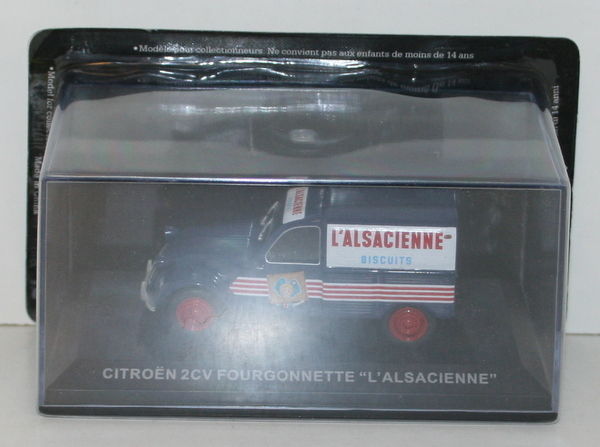 • Modèle pour collectionneurs. Ne convient pas aux enfants de moins de 14 ans
L'ALSACIENNE
L'ALSACIENNE
BISCUITS
CITROËN 2CV FOURGONNETTE “L'ALSACIENNE”